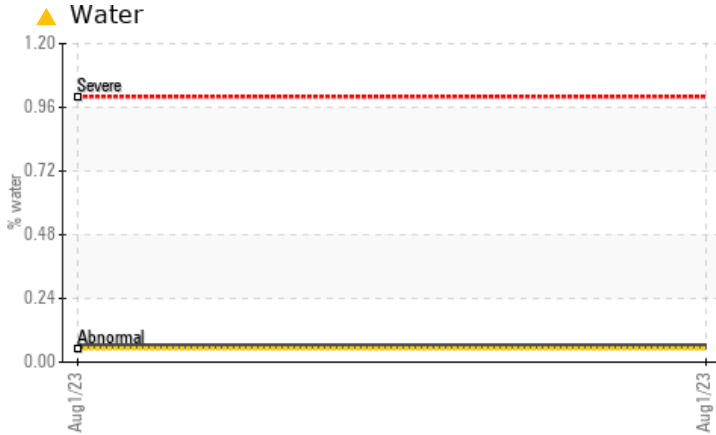 Water
1.20
Severe
0.96
0.72
% water
0.48
0.24
Abnormal
0.00
Aug1/23
Aug1/23